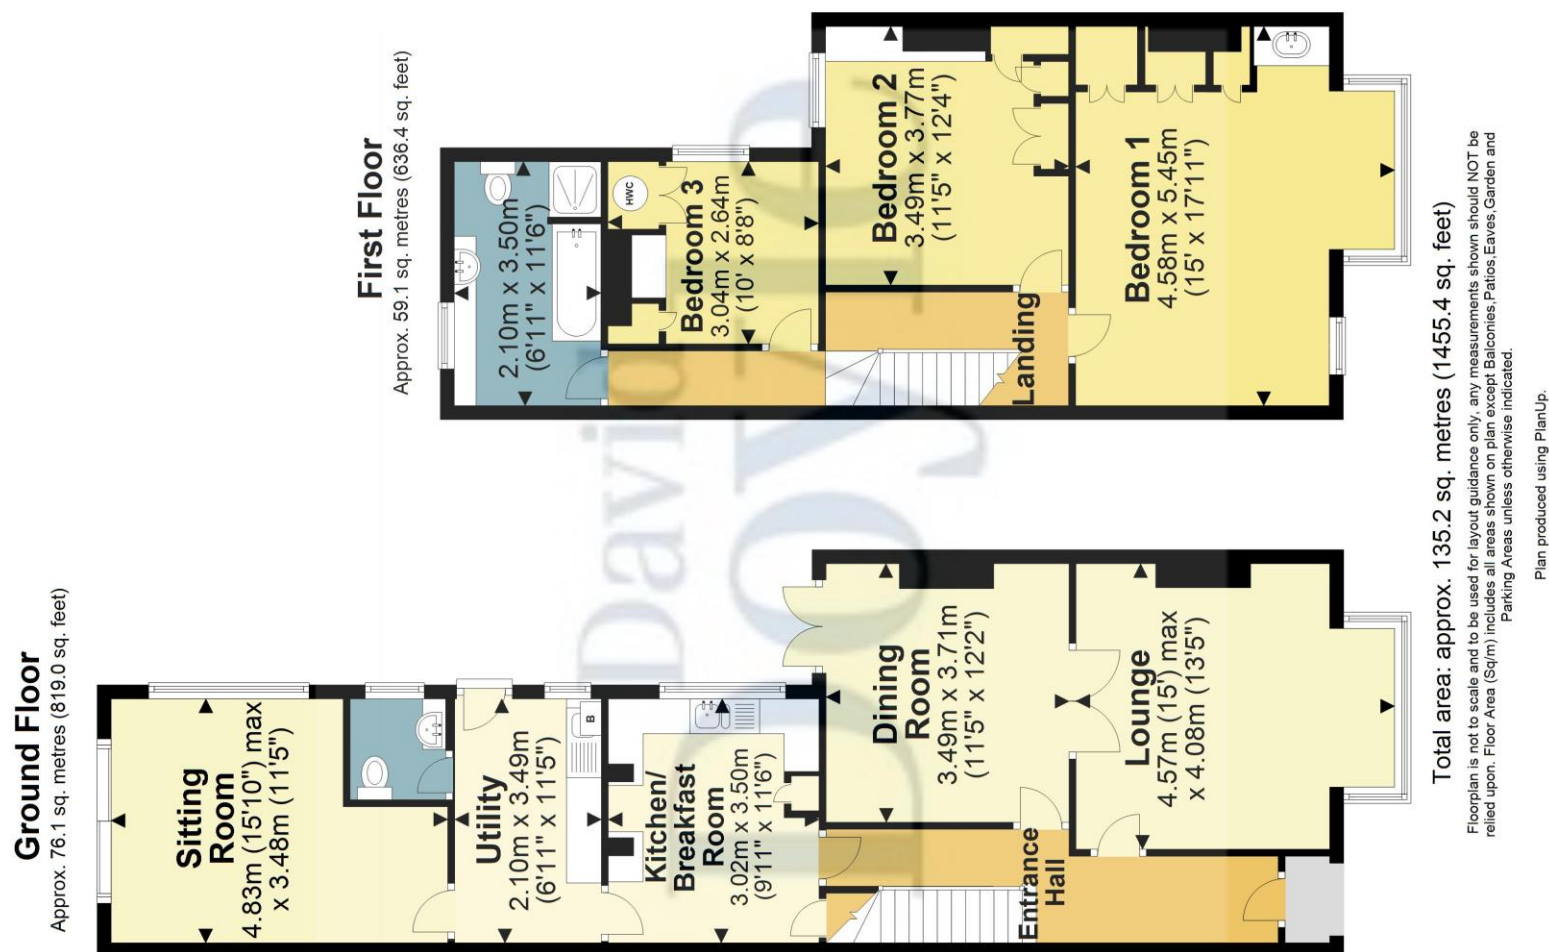 Ground Floor
Approx. 76.1 sq. metres (819.0 sq. feet)
Sitting
Room
4.83m (15'10") max
x 3.48m (11'5")
Utility
2.10m x 3.49m
(6'11" x 11'5")
B
Kitchen/
Breakfast
Room
3.02m x 3.50m
(9'11" x 11'6")
Dining
Room
3.49m x 3.71m
(11'5" x 12'2")
Lounge
4.57m (15') max
x 4.08m (13'5")
Entrance
Hall
First Floor
Approx. 59.1 sq. metres (636.4 sq. feet)
2.10m x 3.50m
(6'11" x 11'6")
HWC
Bedroom 3
3.04m x 2.64m
(10' x 8'8")
Bedroom 2
3.49m x 3.77m
(11'5" x 12'4")
Bedroom 1
4.58m x 5.45m
(15' x 17'11")
Landing
David
Doyle
Total area: approx. 135.2 sq. metres (1455.4 sq. feet)
Floorplan is not to scale and to be used for layout guidance only, any measurements shown should NOT be
relied upon. Floor Area (Sq/m) includes all areas shown on plan except Balconies,Patios,Eaves,Garden and
Parking Areas unless otherwise indicated.
Plan produced using PlanUp.